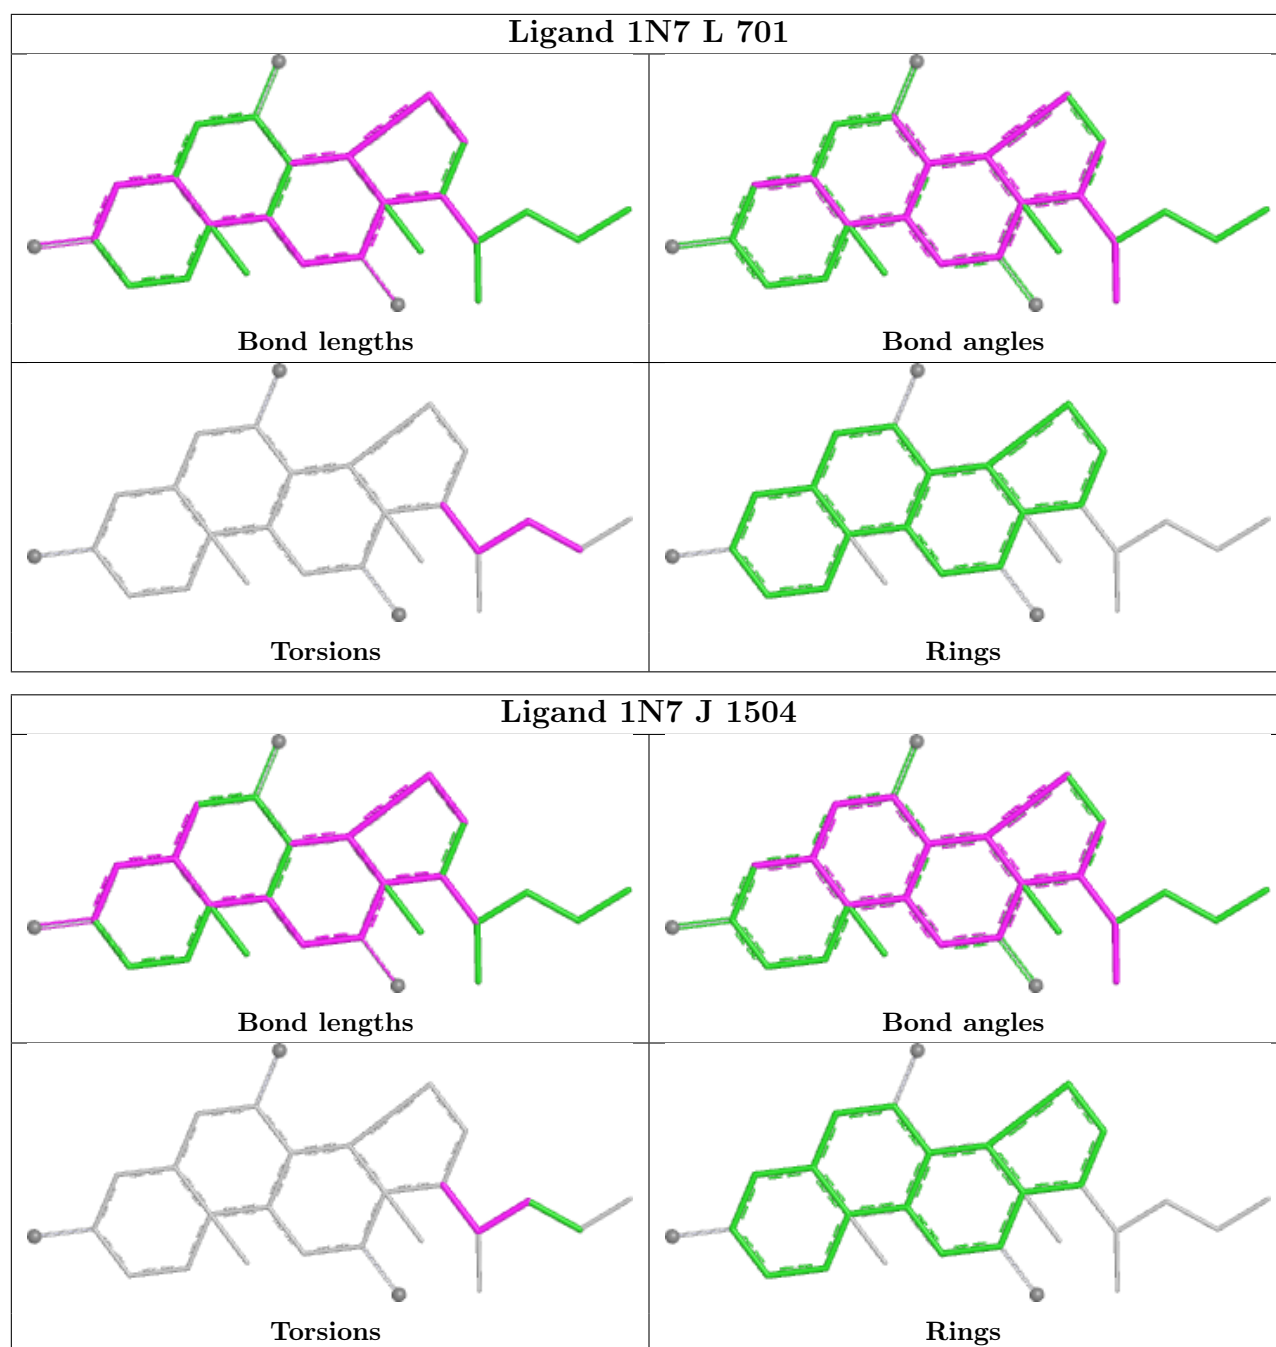 Ligand 1N7 L 701
Bond lengths
Bond angles
Torsions
Rings
Ligand 1N7 J 1504
Bond lengths
Bond angles
Torsions
Rings